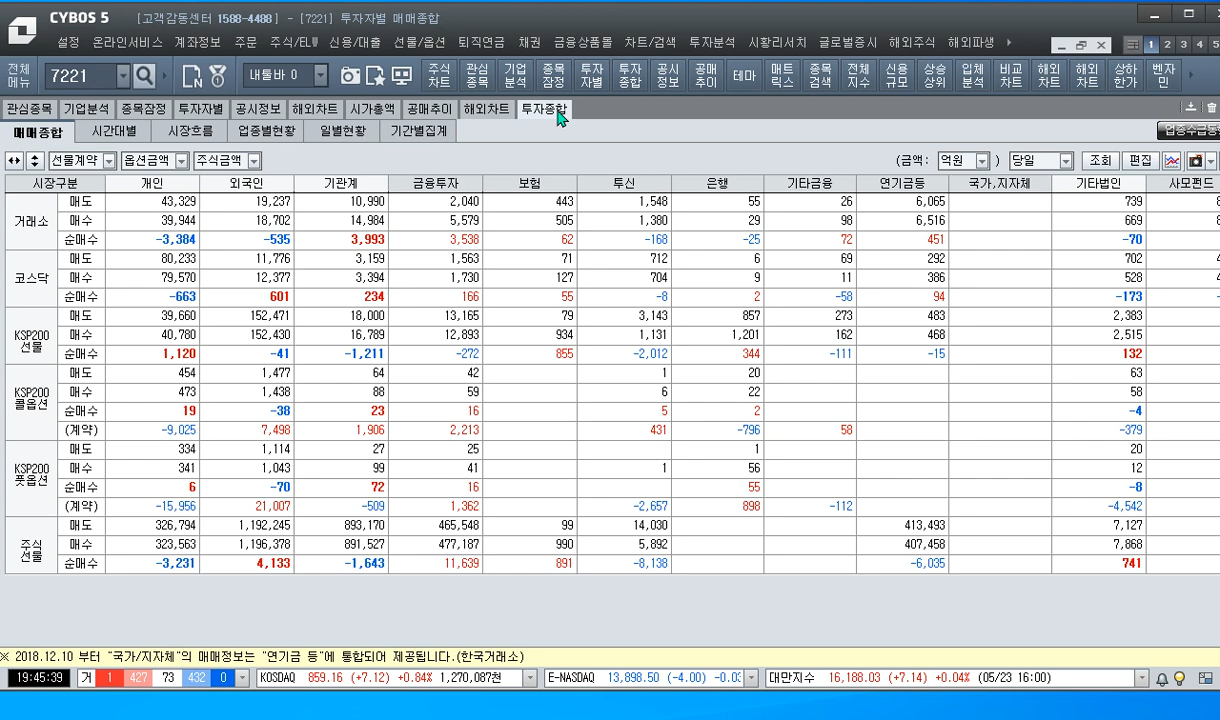 CYBOS 5 [고객감동센터 1588-4488] - [7221] 투자자별 매매종합
설정 온라인서비스 계좌정보 주문 주식/ELW 신용/대출 선물/옵션 퇴직연금 채권 금융상품몰 차트/검색 투자분석 시황리서치 글로벌증시 해외주식 해외파생 1 2 3 4 5
전체메뉴 7221 내툴바 0 주식차트 관심종목 기업분석 종목잠정 투자자별 투자종합 공시정보 공매추이 테마 매트릭스 종목검색 전체지수 신용규모 상승상위 입체분석 비교차트 해외차트 해외차트 상하한가 벤자민
관심종목 기업분석 종목잠정 투자자별 공시정보 해외차트 시가총액 공매추이 해외차트 투자종합
매매종합 시간대별 시장흐름 업종별현황 일별현황 기간별집계 업종수급동
선물계약 옵션금액 주식금액 (금액: 억원 ) 당일 조회 편집
시장구분 개인 외국인 기관계 금융투자 보험 투신 은행 기타금융 연기금등 국가,지자체 기타법인 사모펀드
거래소 매도 43,329 19,237 10,990 2,040 443 1,548 55 26 6,065 739
매수 39,944 18,702 14,984 5,579 505 1,380 29 98 6,516 669
순매수 -3,384 -535 3,993 3,538 62 -168 -25 72 451 -70
코스닥 매도 80,233 11,776 3,159 1,563 71 712 6 69 292 702
매수 79,570 12,377 3,394 1,730 127 704 9 11 386 528
순매수 -663 601 234 166 55 -8 2 -58 94 -173
KSP200 선물 매도 39,660 152,471 18,000 13,165 79 3,143 857 273 483 2,383
매수 40,780 152,430 16,789 12,893 934 1,131 1,201 162 468 2,515
순매수 1,120 -41 -1,211 -272 855 -2,012 344 -111 -15 132
KSP200 콜옵션 매도 454 1,477 64 42 1 20 63
매수 473 1,438 88 59 6 22 58
순매수 19 -38 23 16 5 2 -4
(계약) -9,025 7,498 1,906 2,213 431 -796 58 -379
KSP200 풋옵션 매도 334 1,114 27 25 1 20
매수 341 1,043 99 41 1 56 12
순매수 6 -70 72 16 55 -8
(계약) -15,956 21,007 -509 1,362 -2,657 898 -112 -4,542
주식 선물 매도 326,794 1,192,245 893,170 465,548 99 14,030 413,493 7,127
매수 323,563 1,196,378 891,527 477,187 990 5,892 407,458 7,868
순매수 -3,231 4,133 -1,643 11,639 891 -8,138 -6,035 741
※ 2018.12.10 부터 "국가/지자체"의 매매정보는 "연기금 등"에 통합되어 제공됩니다.(한국거래소)
19:45:39 거 1 427 73 432 0 KOSDAQ 859.16 (+7.12) +0.84% 1,270,087천 E-NASDAQ 13,898.50 (-4.00) -0.03 대만지수 16,188.03 (+7.14) +0.04% (05/23 16:00)